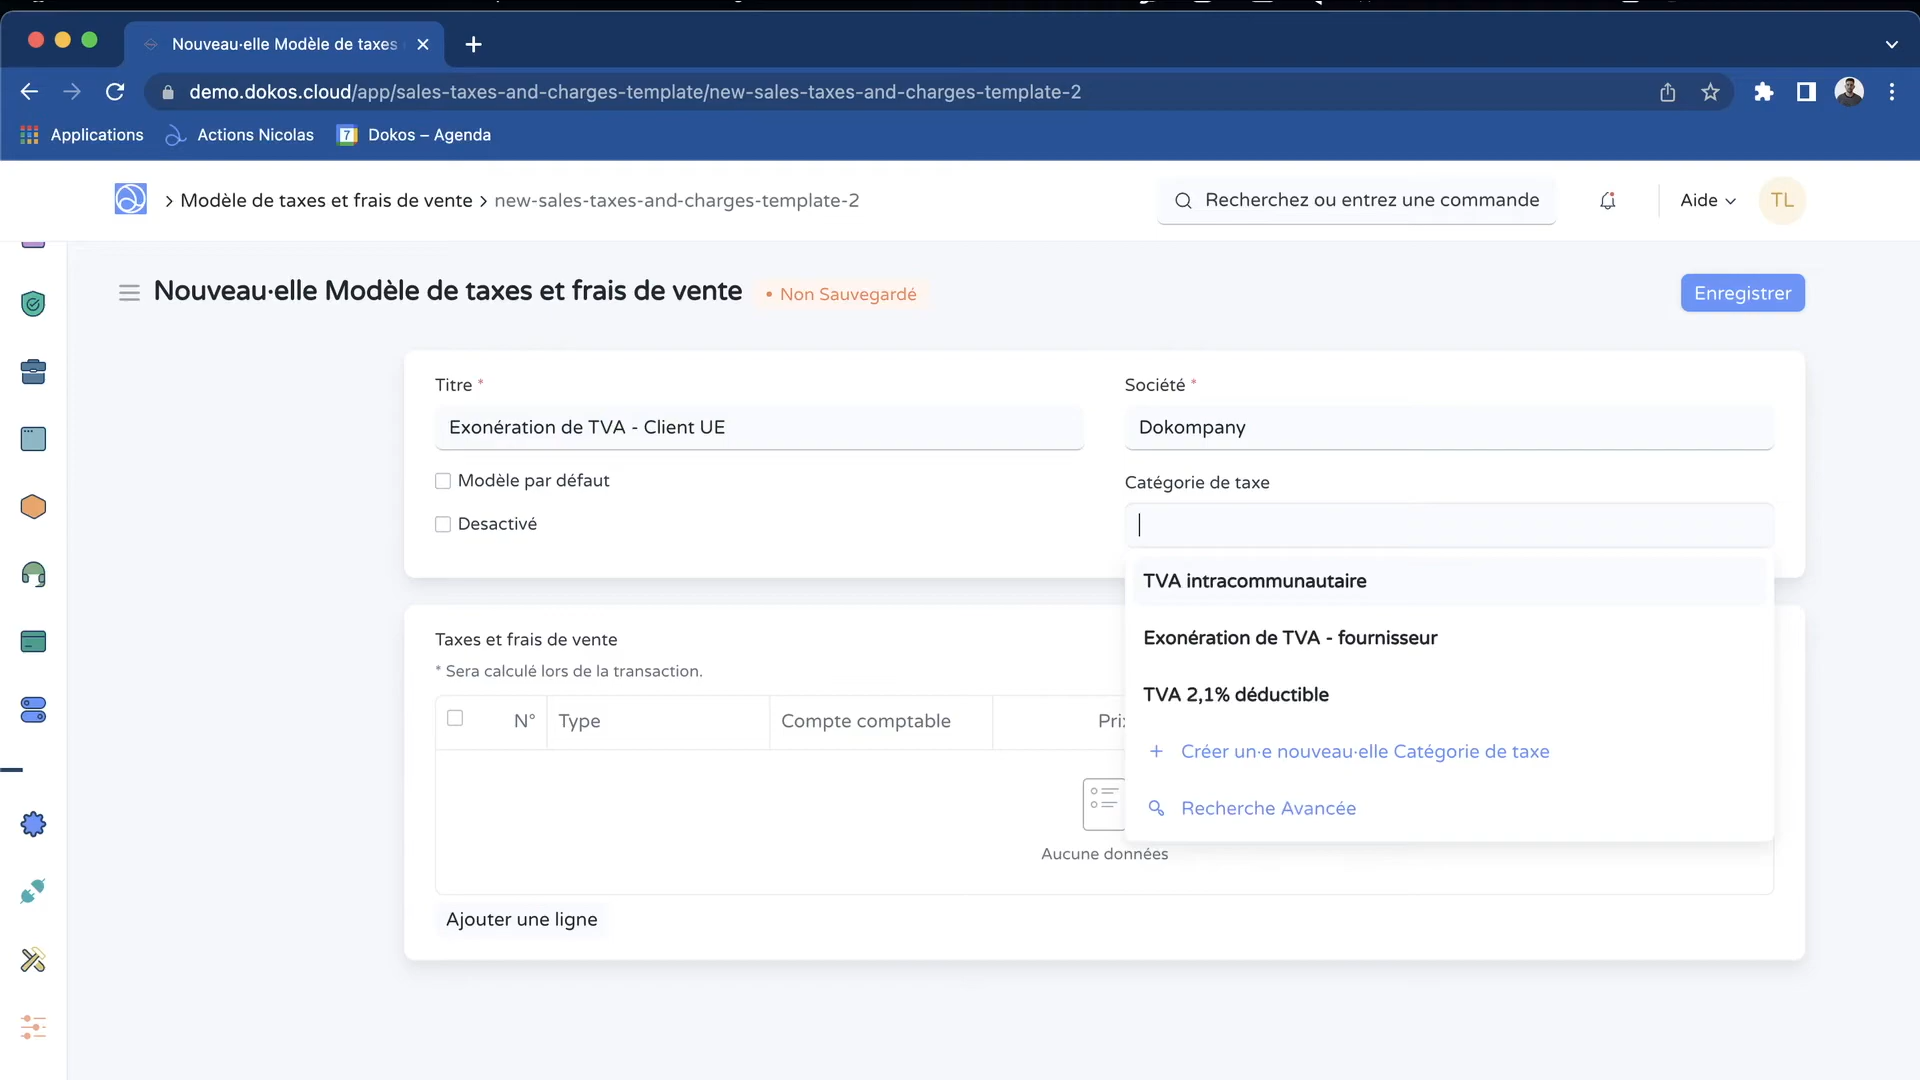 Nouveau·elle Modèle de taxes
demo.dokos.cloud/app/sales-taxes-and-charges-template/new-sales-taxes-and-charges-template-2
Applications
Actions Nicolas
7
Dokos – Agenda
Modèle de taxes et frais de vente
new-sales-taxes-and-charges-template-2
Recherchez ou entrez une commande
Aide
TL
Nouveau·elle Modèle de taxes et frais de vente
• Non Sauvegardé
Enregistrer
Titre *
Société *
Exonération de TVA - Client UE
Dokompany
Modèle par défaut
Catégorie de taxe
Desactivé
TVA intracommunautaire
Exonération de TVA - fournisseur
TVA 2,1% déductible
+ Créer un·e nouveau·elle Catégorie de taxe
Recherche Avancée
Taxes et frais de vente
* Sera calculé lors de la transaction.
N°
Type
Compte comptable
Pri
Aucune données
Ajouter une ligne